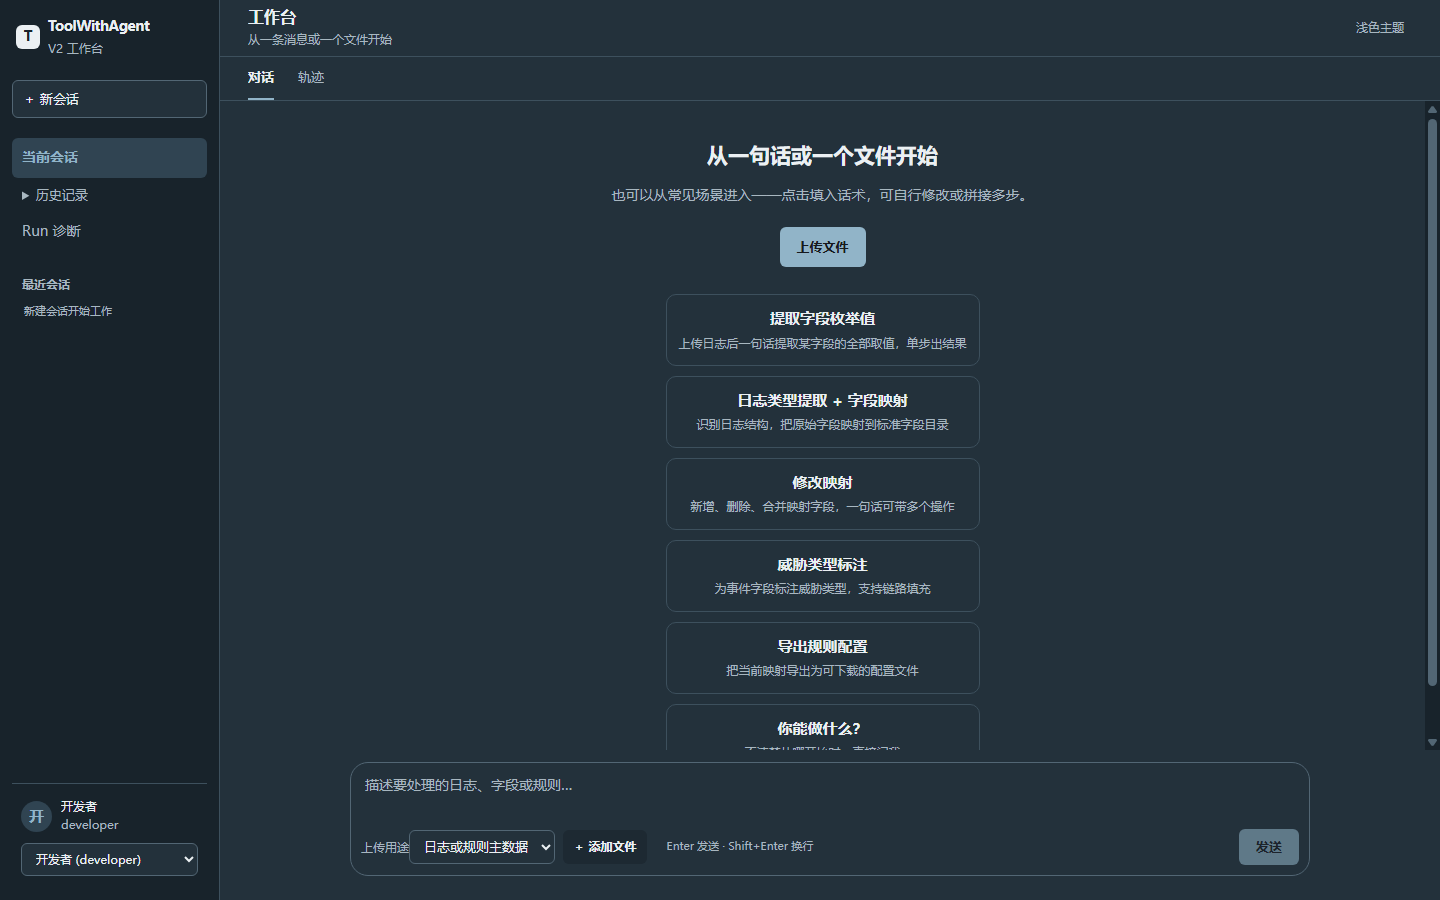 T
ToolWithAgent
V2 工作台
+ 新会话
当前会话
▶ 历史记录
Run 诊断
最近会话
新建会话开始工作
开
开发者
developer
开发者 (developer)
工作台
从一条消息或一个文件开始
浅色主题
对话 轨迹
从一句话或一个文件开始
也可以从常见场景进入——点击填入话术，可自行修改或拼接多步。
上传文件
提取字段枚举值
上传日志后一句话提取某字段的全部取值，单步出结果
日志类型提取 + 字段映射
识别日志结构，把原始字段映射到标准字段目录
修改映射
新增、删除、合并映射字段，一句话可带多个操作
威胁类型标注
为事件字段标注威胁类型，支持链路填充
导出规则配置
把当前映射导出为可下载的配置文件
你能做什么？
描述要处理的日志、字段或规则...
上传用途 日志或规则主数据 + 添加文件 Enter 发送 · Shift+Enter 换行 发送